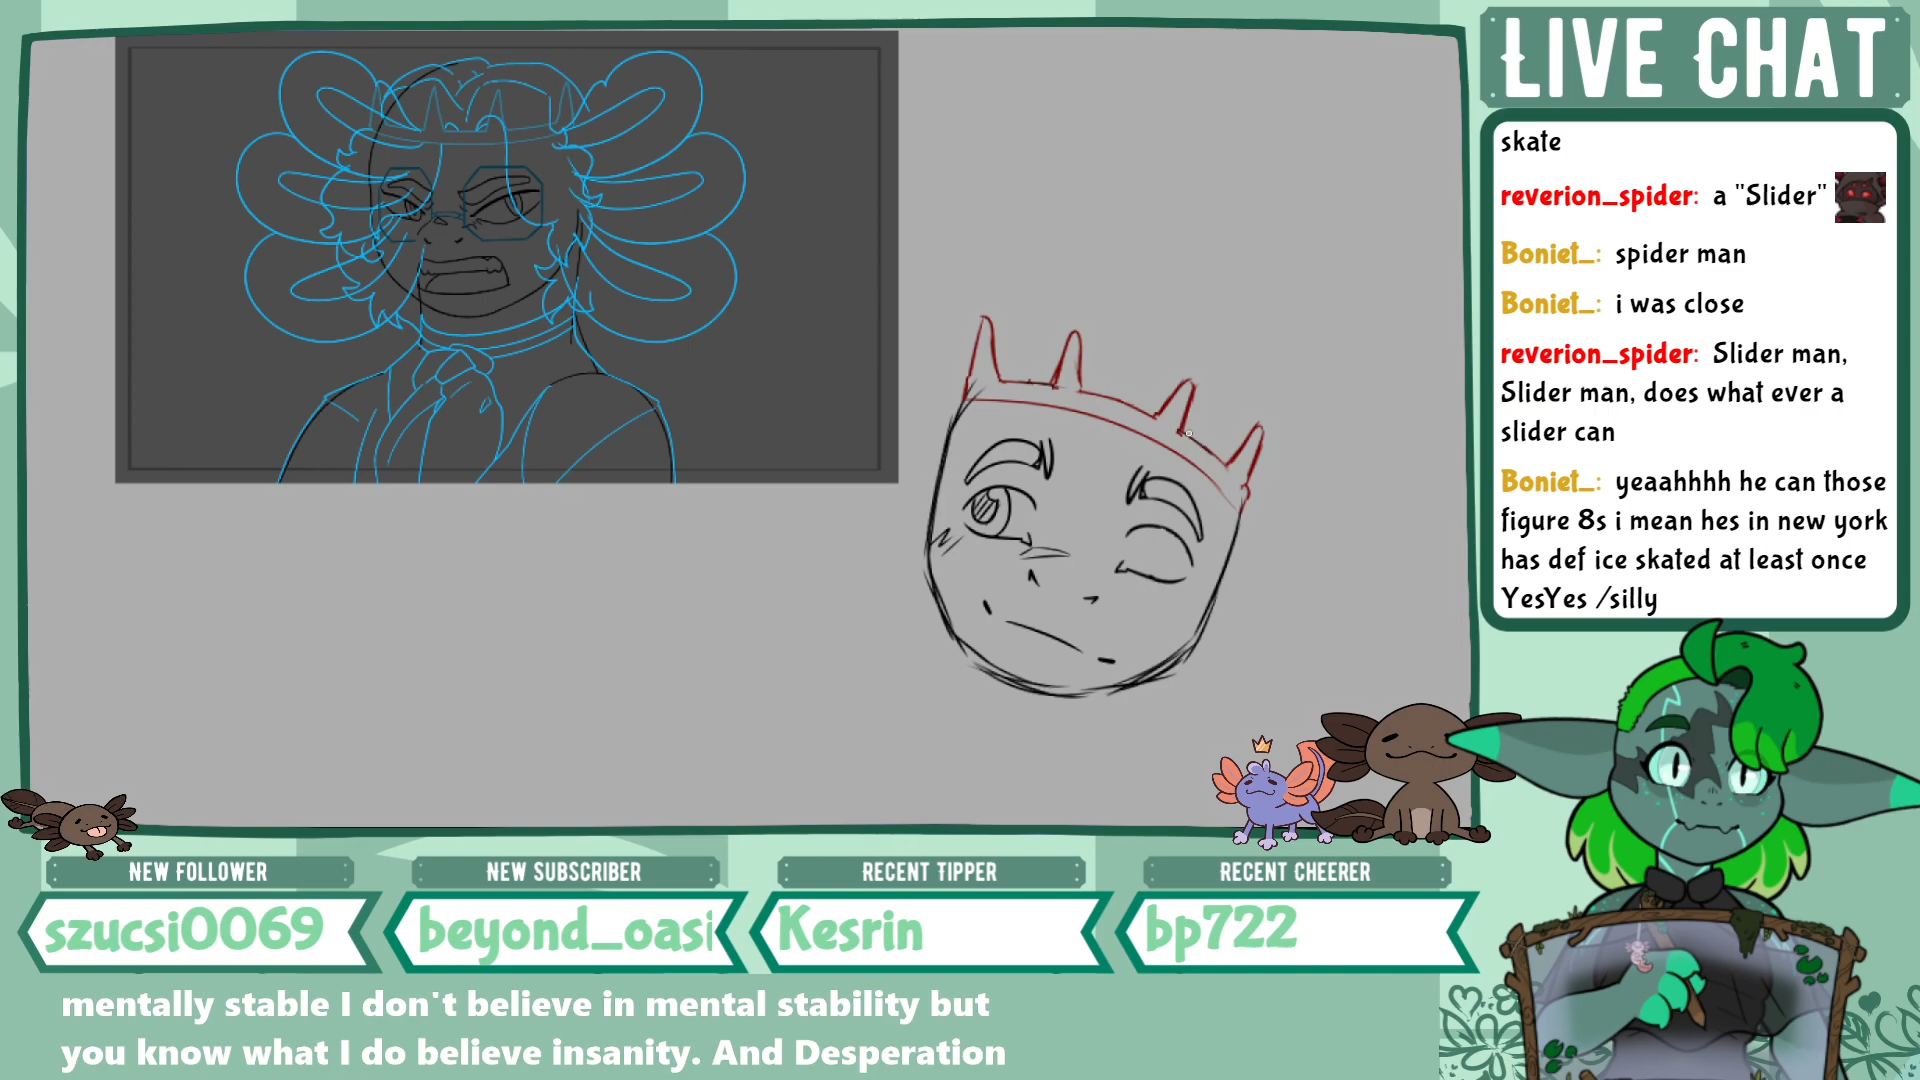 LIVE CHAT
skate
reverion_spider: a "Slider"
Boniet_: spider man
Boniet_: i was close
reverion_spider: Slider man,
Slider man, does what ever a
slider can
Boniet_: yeaahhhh he can those
figure 8s i mean hes in new york
has def ice skated at least once
YesYes /silly
NEW FOLLOWER
szucsi0069
NEW SUBSCRIBER
beyond_oasi
RECENT TIPPER
Kesrin
RECENT CHEERER
bp722
mentally stable I don't believe in mental stability but
you know what I do believe insanity. And Desperation